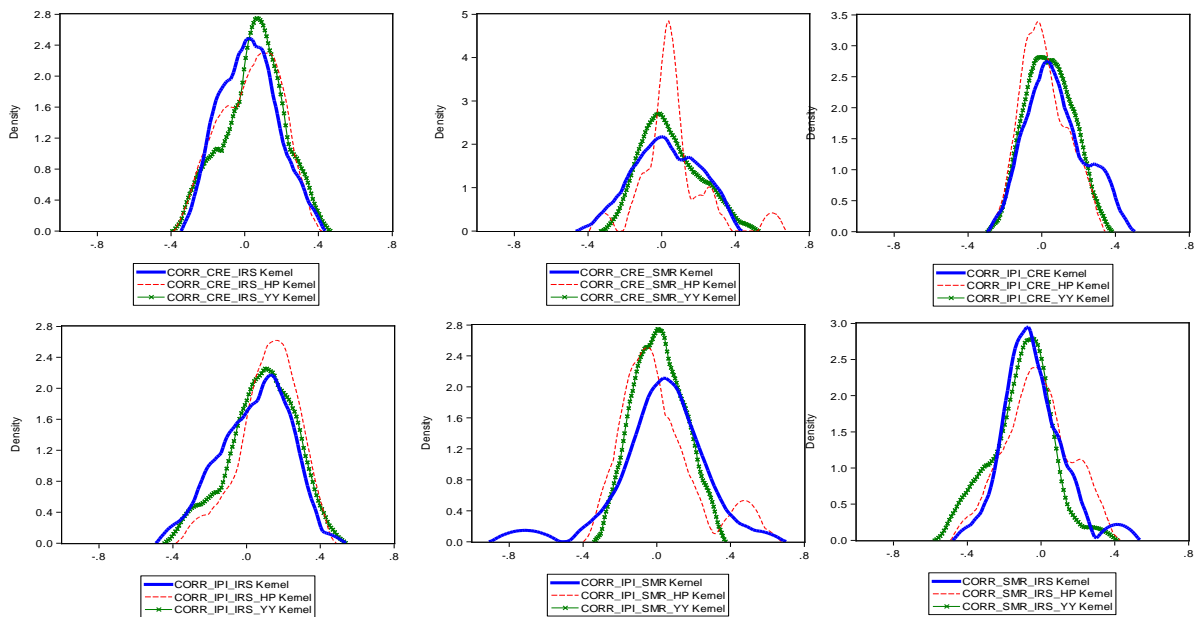 2.8
2.4
2.0
1.6
1.2
0.8
0.4
0.0
Density
-.8 -.4 .0 .4 .8
CORR_CRE_IRS Kernel
CORR_CRE_IRS_HP Kernel
CORR_CRE_IRS_YY Kernel
5
4
3
2
1
0
Density
-.8 -.4 .0 .4 .8
CORR_CRE_SMR Kernel
CORR_CRE_SMR_HP Kernel
CORR_CRE_SMR_YY Kernel
3.5
3.0
2.5
2.0
1.5
1.0
0.5
0.0
Density
-.8 -.4 .0 .4 .8
CORR_IPI_CRE Kernel
CORR_IPI_CRE_HP Kernel
CORR_IPI_CRE_YY Kernel
2.8
2.4
2.0
1.6
1.2
0.8
0.4
0.0
Density
-.8 -.4 .0 .4 .8
CORR_IPI_IRS Kernel
CORR_IPI_IRS_HP Kernel
CORR_IPI_IRS_YY Kernel
2.8
2.4
2.0
1.6
1.2
0.8
0.4
0.0
Density
-.8 -.4 .0 .4 .8
CORR_IPI_SMR Kernel
CORR_IPI_SMR_HP Kernel
CORR_IPI_SMR_YY Kernel
3.0
2.5
2.0
1.5
1.0
0.5
0.0
Density
-.8 -.4 .0 .4 .8
CORR_SMR_IRS Kernel
CORR_SMR_IRS_HP Kernel
CORR_SMR_IRS_YY Kernel